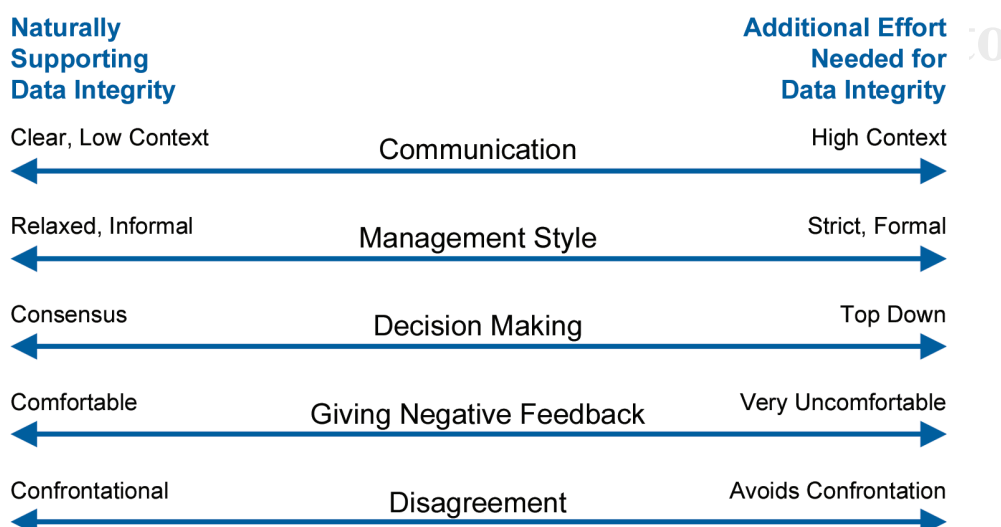 Naturally
Supporting
Data Integrity
Additional Effort
Needed for
Data Integrity
Clear, Low Context
Communication
High Context
Relaxed, Informal
Management Style
Strict, Formal
Consensus
Decision Making
Top Down
Comfortable
Giving Negative Feedback
Very Uncomfortable
Confrontational
Disagreement
Avoids Confrontation